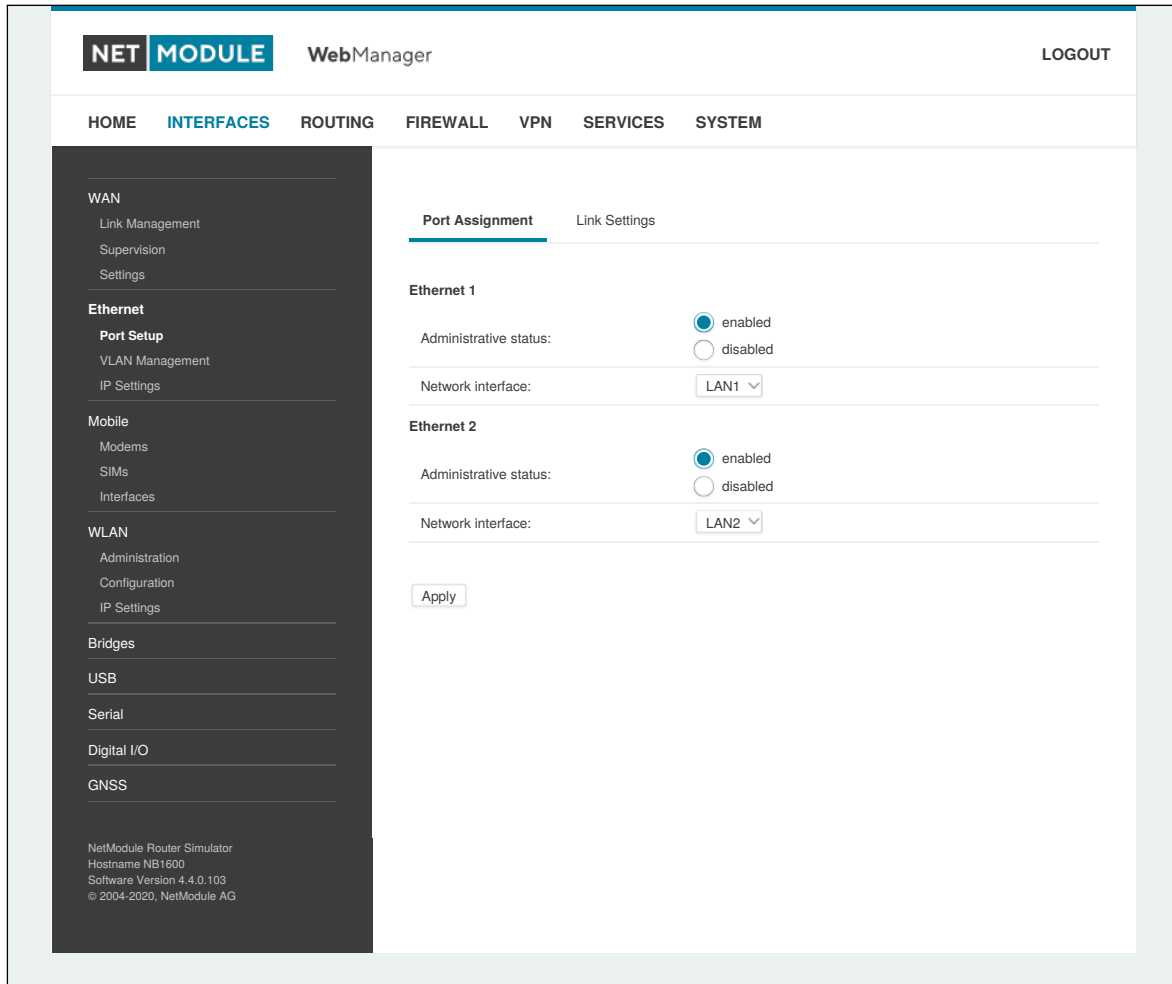 NET MODULE WebManager LOGOUT
HOME INTERFACES ROUTING FIREWALL VPN SERVICES SYSTEM
WAN
Link Management
Supervision
Settings
Ethernet
Port Setup
VLAN Management
IP Settings
Mobile
Modems
SIMs
Interfaces
WLAN
Administration
Configuration
IP Settings
Bridges
USB
Serial
Digital I/O
GNSS
NetModule Router Simulator
Hostname NB1600
Software Version 4.4.0.103
© 2004-2020, NetModule AG
Port Assignment Link Settings
Ethernet 1
Administrative status:
enabled
disabled
Network interface: LAN1
Ethernet 2
Administrative status:
enabled
disabled
Network interface: LAN2
Apply